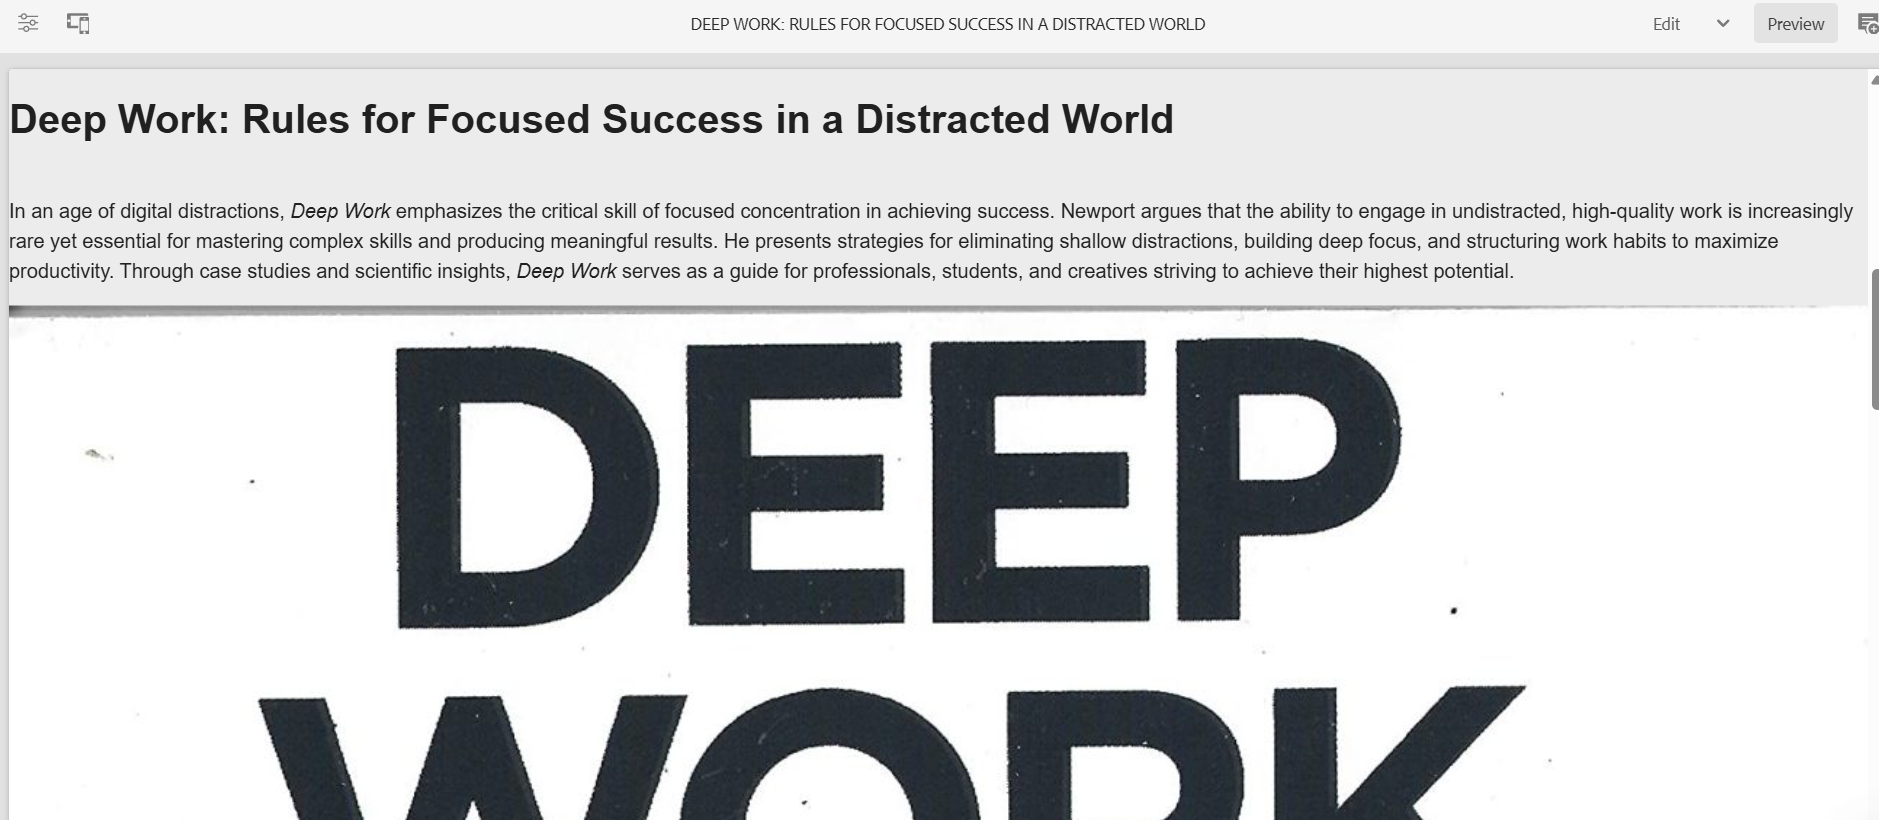 DEEP WORK: RULES FOR FOCUSED SUCCESS IN A DISTRACTED WORLD
Edit
Preview
Deep Work: Rules for Focused Success in a Distracted World
In an age of digital distractions, Deep Work emphasizes the critical skill of focused concentration in achieving success. Newport argues that the ability to engage in undistracted, high-quality work is increasingly
rare yet essential for mastering complex skills and producing meaningful results. He presents strategies for eliminating shallow distractions, building deep focus, and structuring work habits to maximize
productivity. Through case studies and scientific insights, Deep Work serves as a guide for professionals, students, and creatives striving to achieve their highest potential.
DEEP
WORK